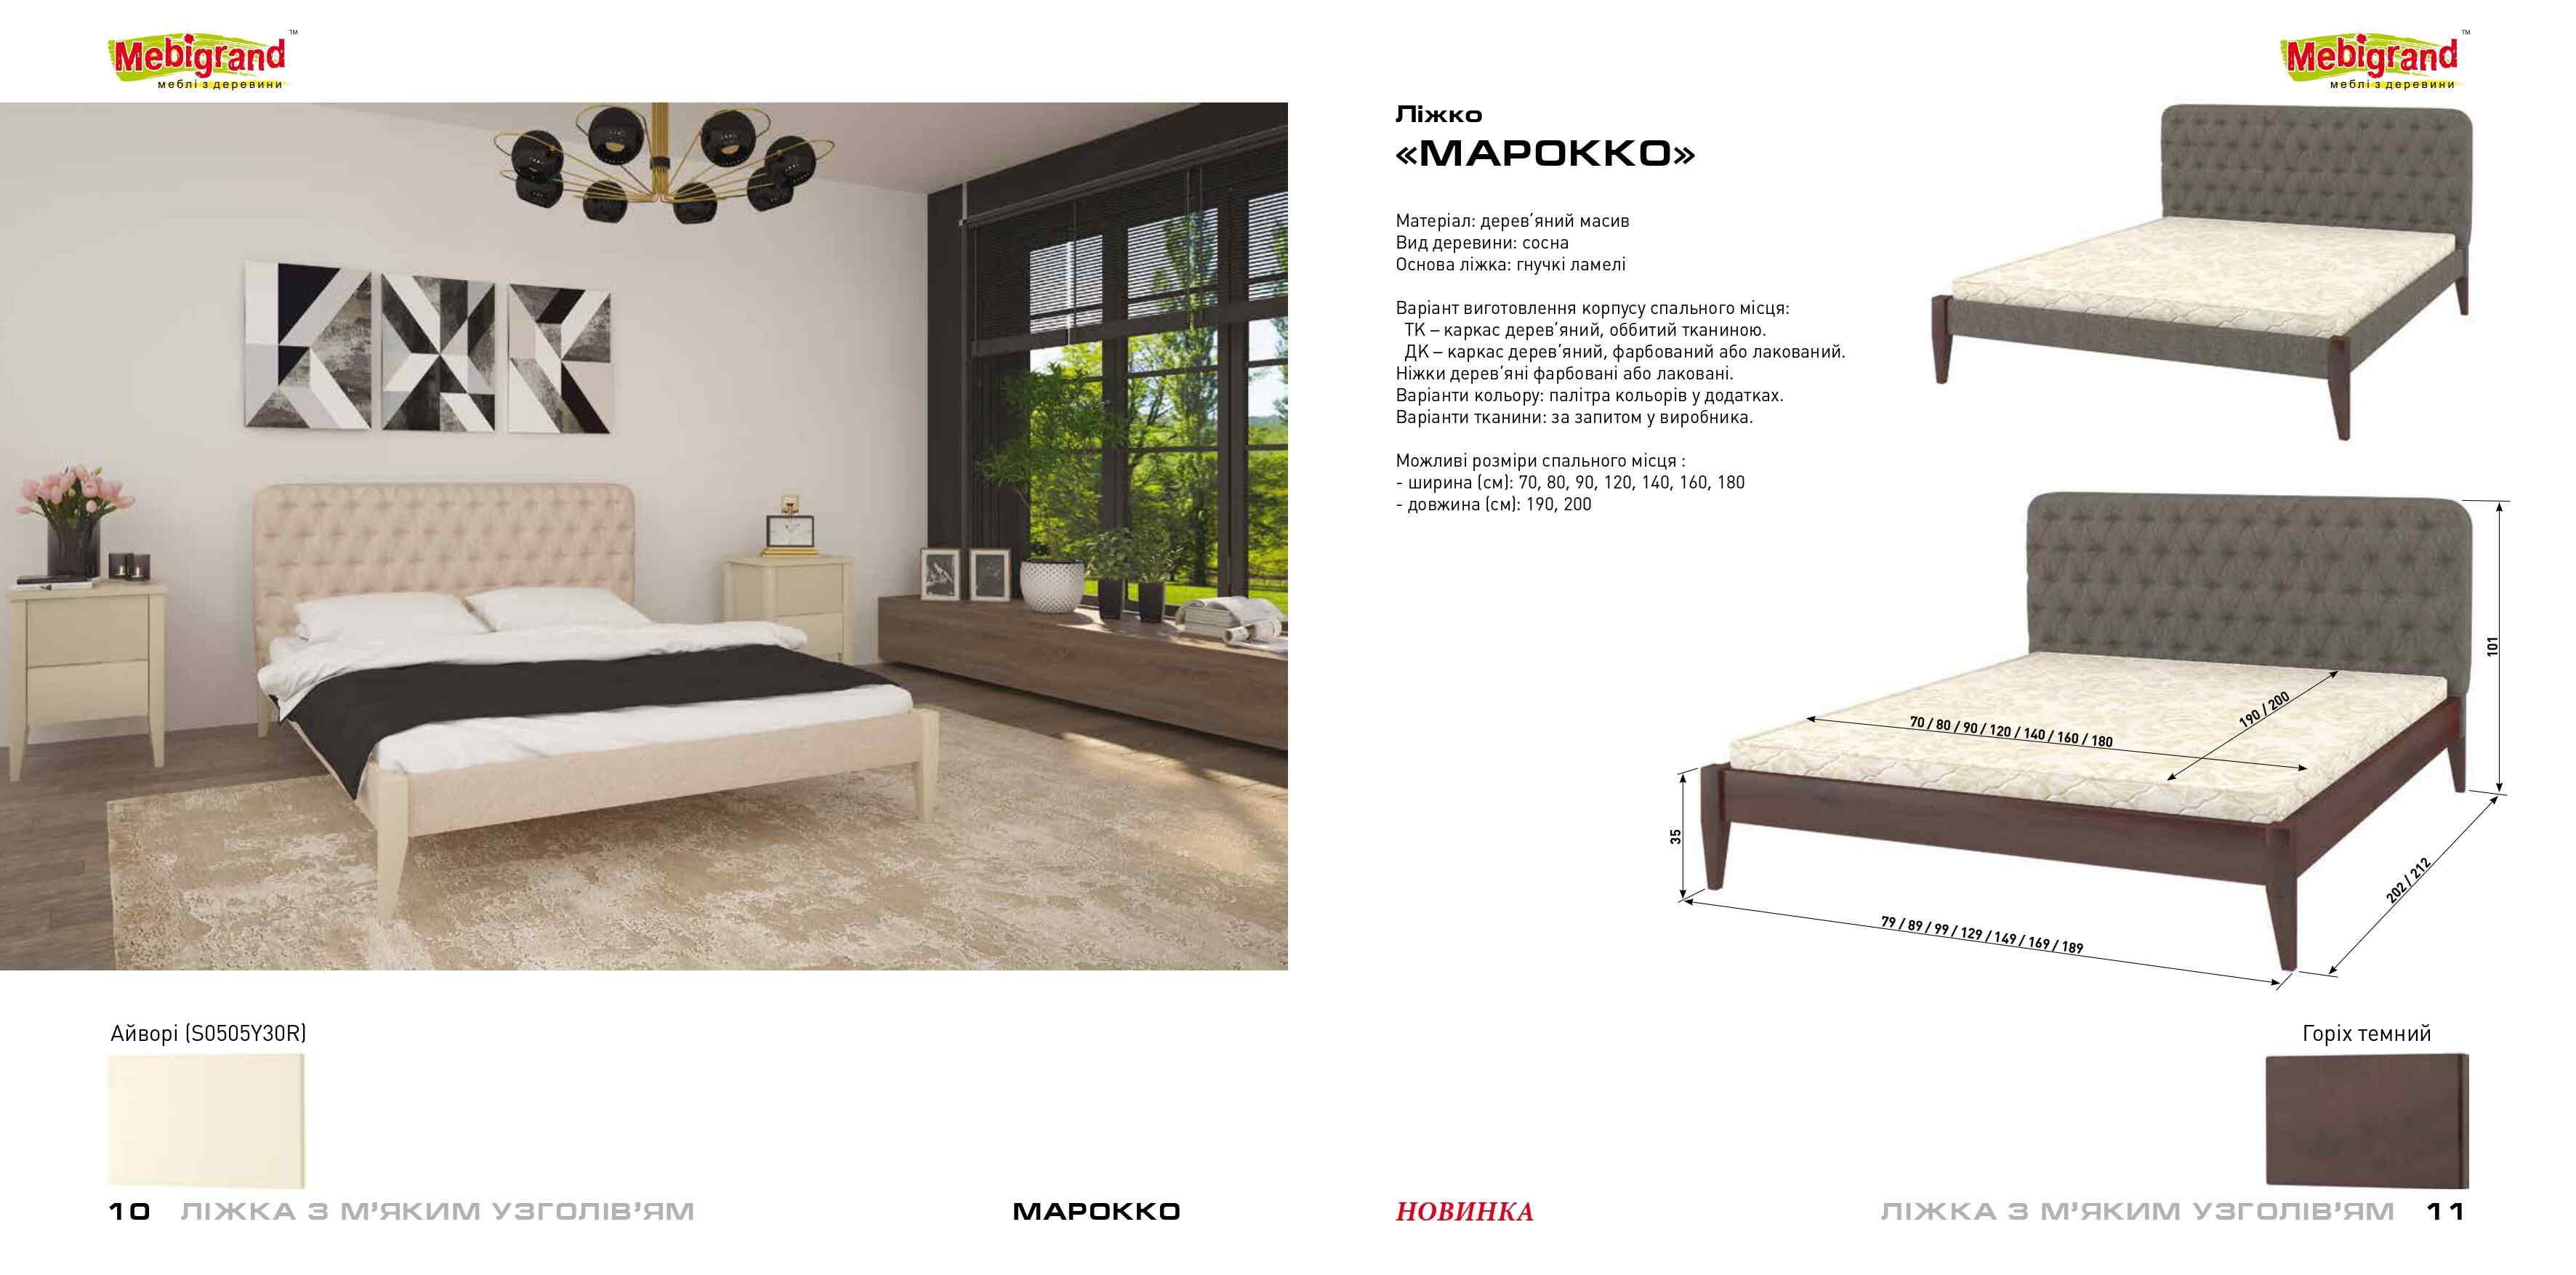 Mebigrand
TM
меблі з деревини
Айворі (S0505Y30R)
10 ЛІЖКА З М’ЯКИМ УЗГОЛІВ’ЯМ
МАРОККО
Mebigrand
TM
меблі з деревини
Ліжко
«МАРОККО»
Матеріал: дерев’яний масив
Вид деревини: сосна
Основа ліжка: гнучкі ламелі
Варіант виготовлення корпусу спального місця:
ТК – каркас дерев’яний, оббитий тканиною.
ДК – каркас дерев’яний, фарбований або лакований.
Ніжки дерев’яні фарбовані або лаковані.
Варіанти кольору: палітра кольорів у додатках.
Варіанти тканини: за запитом у виробника.
Можливі розміри спального місця :
- ширина (см): 70, 80, 90, 120, 140, 160, 180
- довжина (см): 190, 200
101
190 / 200
70 / 80 / 90 / 120 / 140 / 160 / 180
35
202 / 212
79 / 89 / 99 / 129 / 149 / 169 / 189
Горіх темний
НОВИНКА
ЛІЖКА З М’ЯКИМ УЗГОЛІВ’ЯМ 11